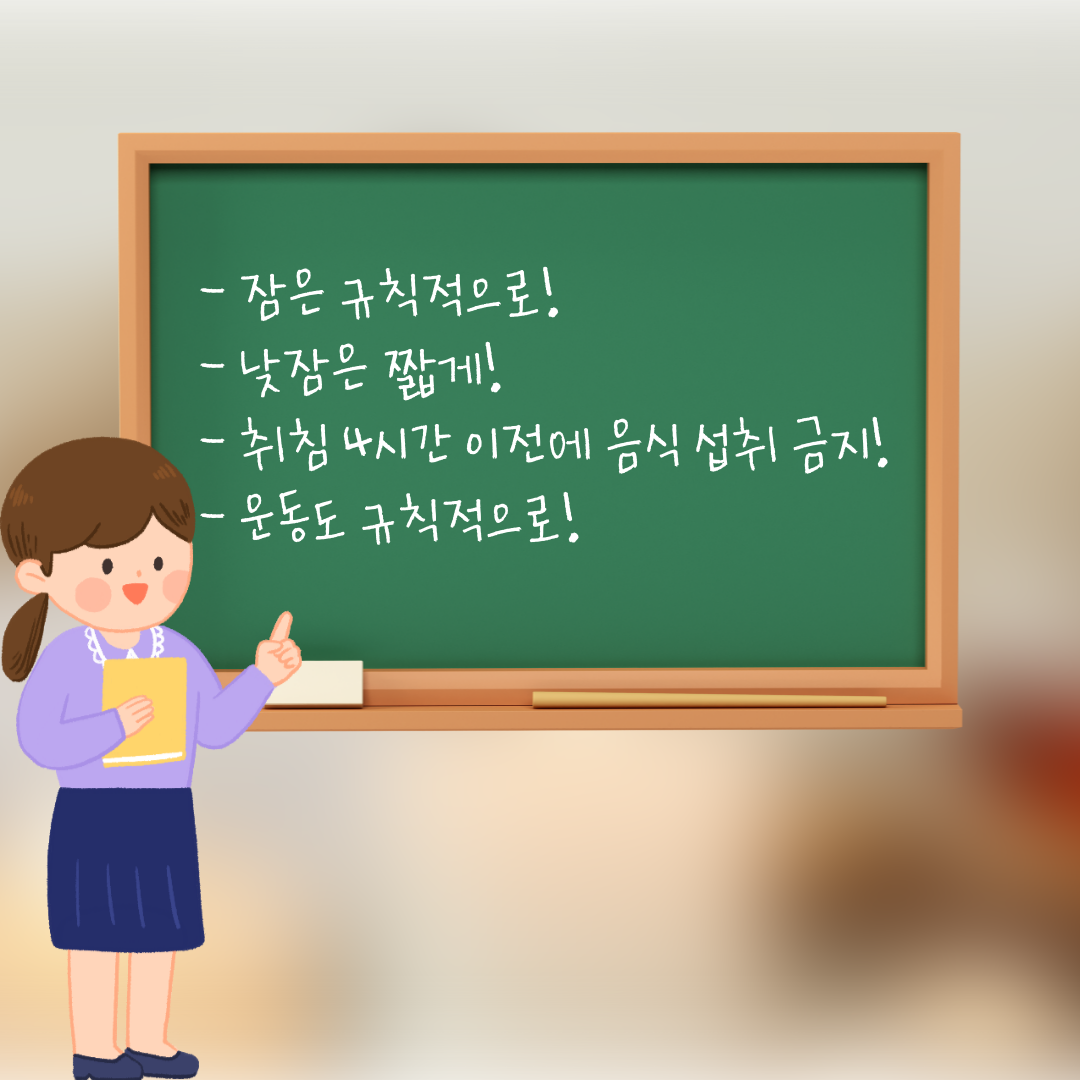 - 잠은 규칙적으로!
- 낮잠은 짧게!
- 취침 4시간 이전에 음식 섭취 금지!
- 운동도 규칙적으로!